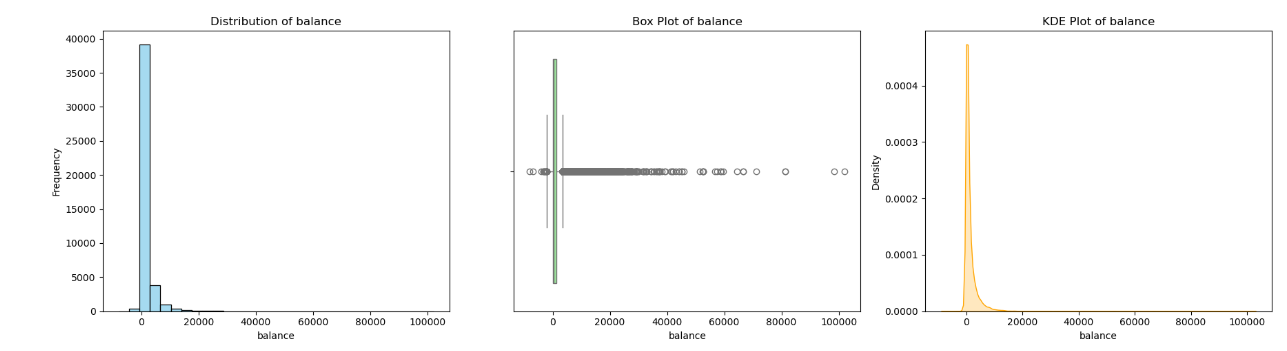 Distribution of balance
40000
35000
30000
25000
20000
15000
10000
5000
0
Frequency
0 20000 40000 60000 80000 100000
balance
Box Plot of balance
0 20000 40000 60000 80000 100000
balance
KDE Plot of balance
0.0004
0.0003
0.0002
0.0001
0.0000
Density
0 20000 40000 60000 80000 100000
balance